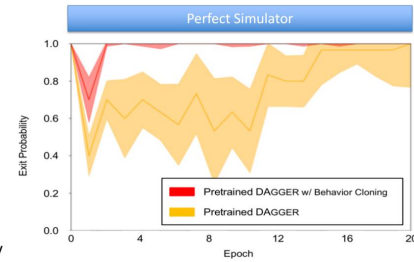 Perfect Simulator
1.0
0.8
0.6
0.4
0.2
0.0
Exit Probability
Pretrained DAGGER w/ Behavior Cloning
Pretrained DAGGER
0 4 8 12 16 20
Epoch